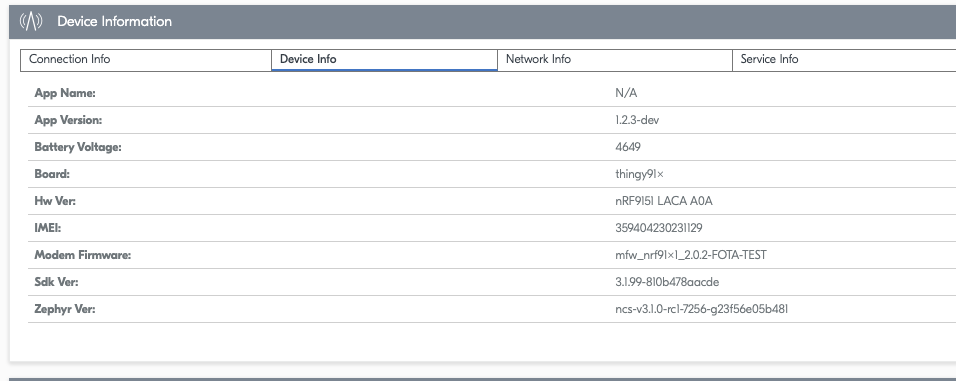 Device Information
Connection Info Device Info Network Info Service Info
App Name: N/A
App Version: 1.2.3-dev
Battery Voltage: 4649
Board: thingy91x
Hw Ver: nRF9151 LACA A0A
IMEI: 359404230231129
Modem Firmware: mfw_nrf91x1_2.0.2-FOTA-TEST
Sdk Ver: 3.1.99-810b478aacde
Zephyr Ver: ncs-v3.1.0-rc1-7256-g23f56e05b481